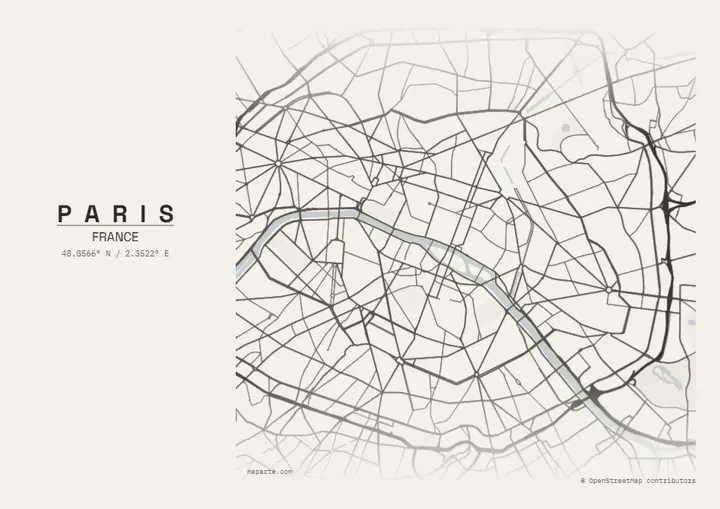 PARIS
FRANCE
48.8566° N / 2.3522° E
maparte.com
© OpenStreetMap contributors